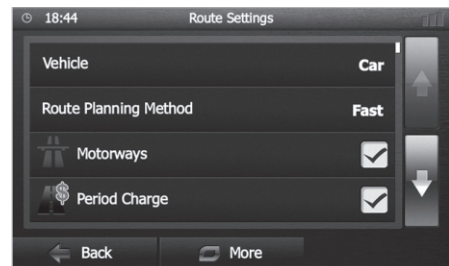 18:44 Route Settings
Vehicle Car
Route Planning Method Fast
Motorways
Period Charge
Back More